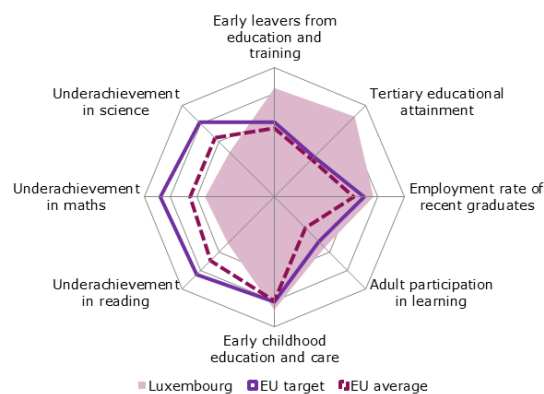 Early leavers from
education and
training
Underachievement
in science
Tertiary educational
attainment
Underachievement
in maths
Employment rate of
recent graduates
Underachievement
in reading
Adult participation
in learning
Early childhood
education and care
Luxembourg EU target EU average